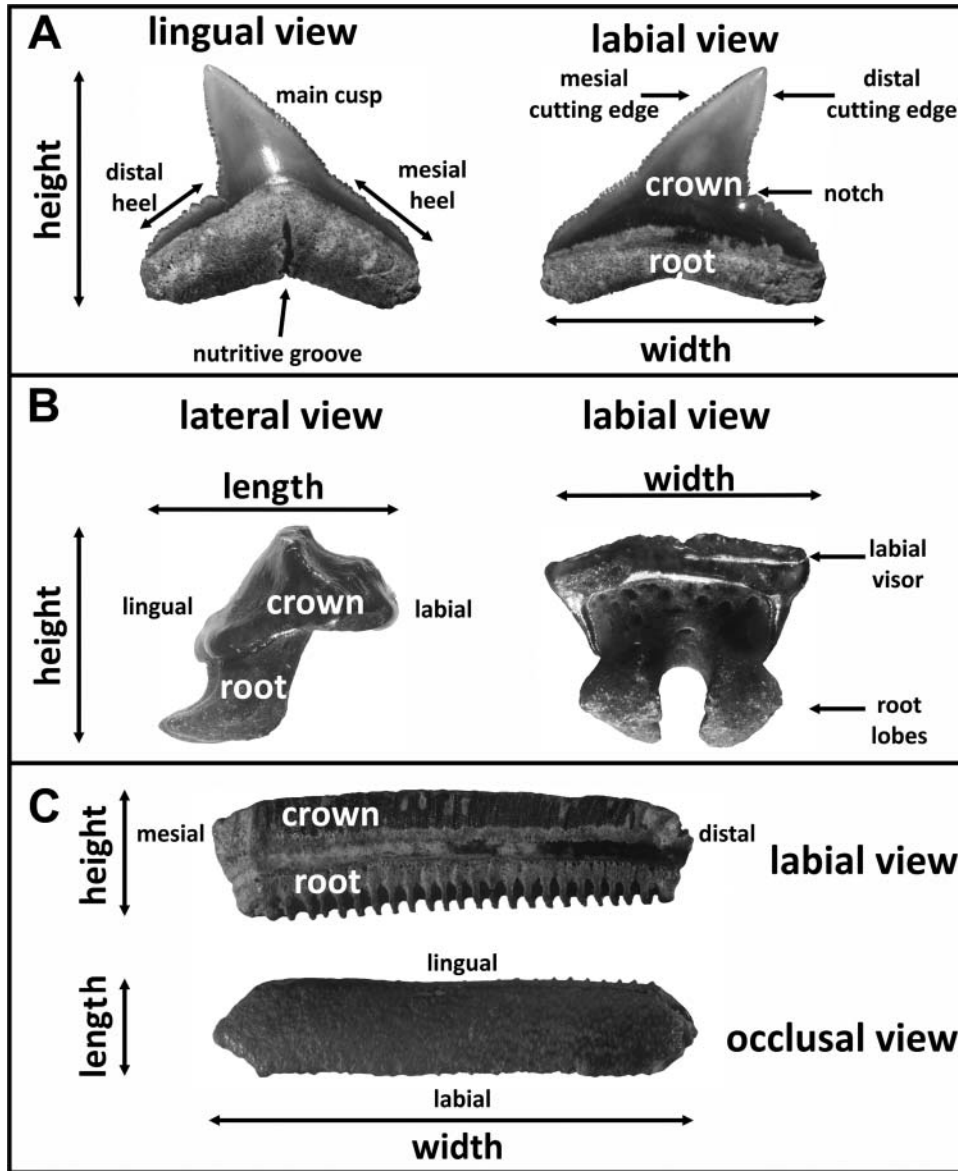 A
lingual view
labial view
main cusp
mesial
cutting edge
distal
cutting edge
height
distal
heel
mesial
heel
crown
notch
root
nutritive groove
width
B
lateral view
labial view
length
width
height
lingual
crown
labial
root
labial
visor
root
lobes
C
height
mesial
crown
distal
root
labial view
lingual
length
occlusal view
labial
width